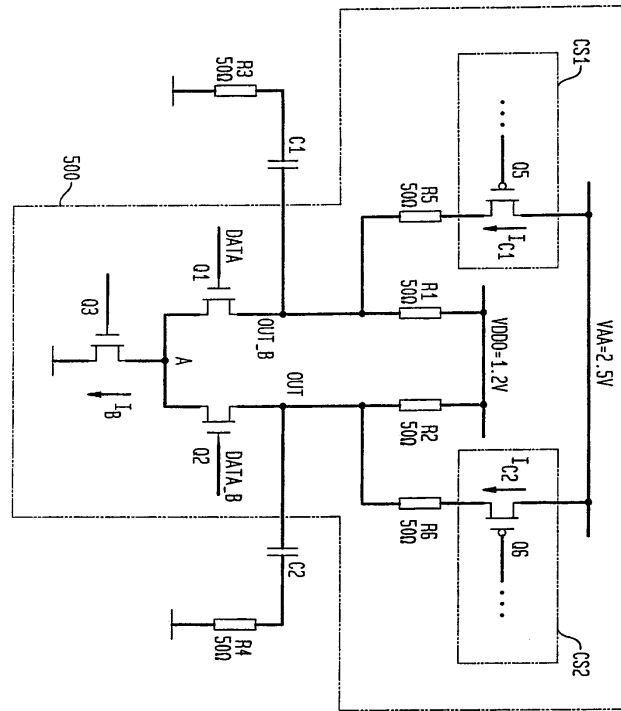 CS1
Q5
I_C1
R5
50Ω
VAA=2.5V
R1
50Ω
VDDO=1.2V
R2
50Ω
I_C2
Q6
R6
50Ω
CS2
R3
50Ω
C1
500
DATA
Q1
OUT_B
OUT
Q3
A
I_B
Q2
DATA_B
C2
R4
50Ω